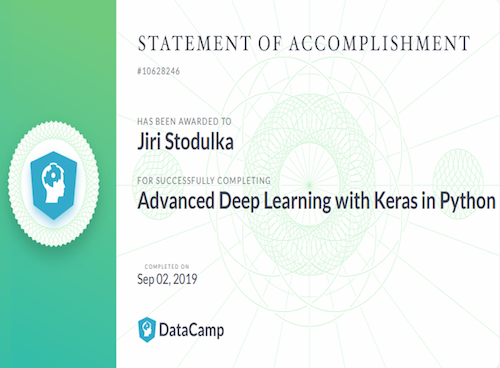 STATEMENT OF ACCOMPLISHMENT
#10628246
HAS BEEN AWARDED TO
Jiri Stodulka
FOR SUCCESSFULLY COMPLETING
Advanced Deep Learning with Keras in Python
COMPLETED ON
Sep 02, 2019
DataCamp